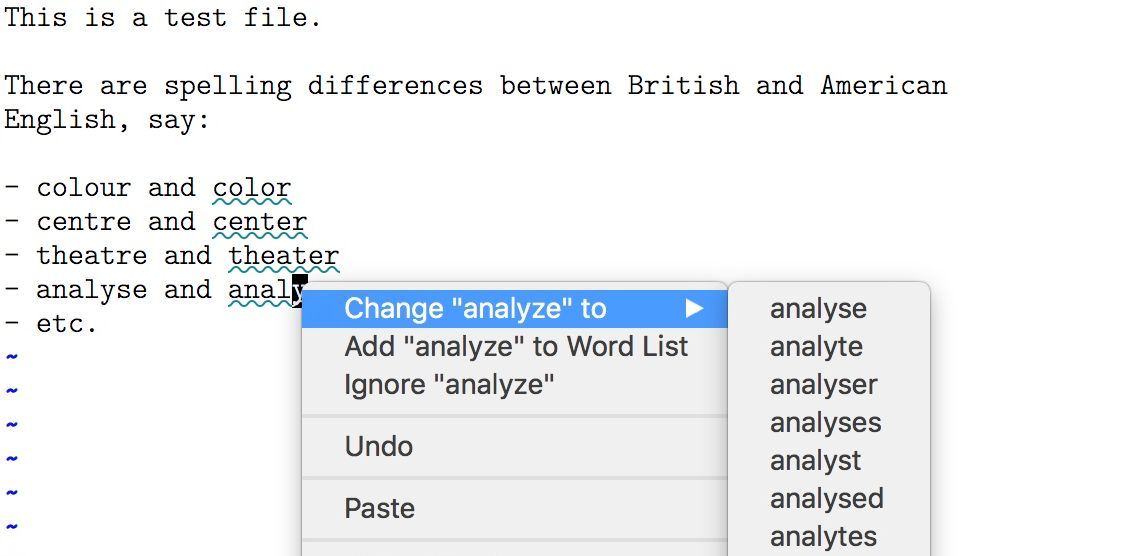 This is a test file.
There are spelling differences between British and American
English, say:
- colour and color
- centre and center
- theatre and theater
- analyse and analy
- etc.
~
~
~
~
~
~
Change "analyze" to
Add "analyze" to Word List
Ignore "analyze"
Undo
Paste
analyse
analyte
analyser
analyses
analyst
analysed
analytes